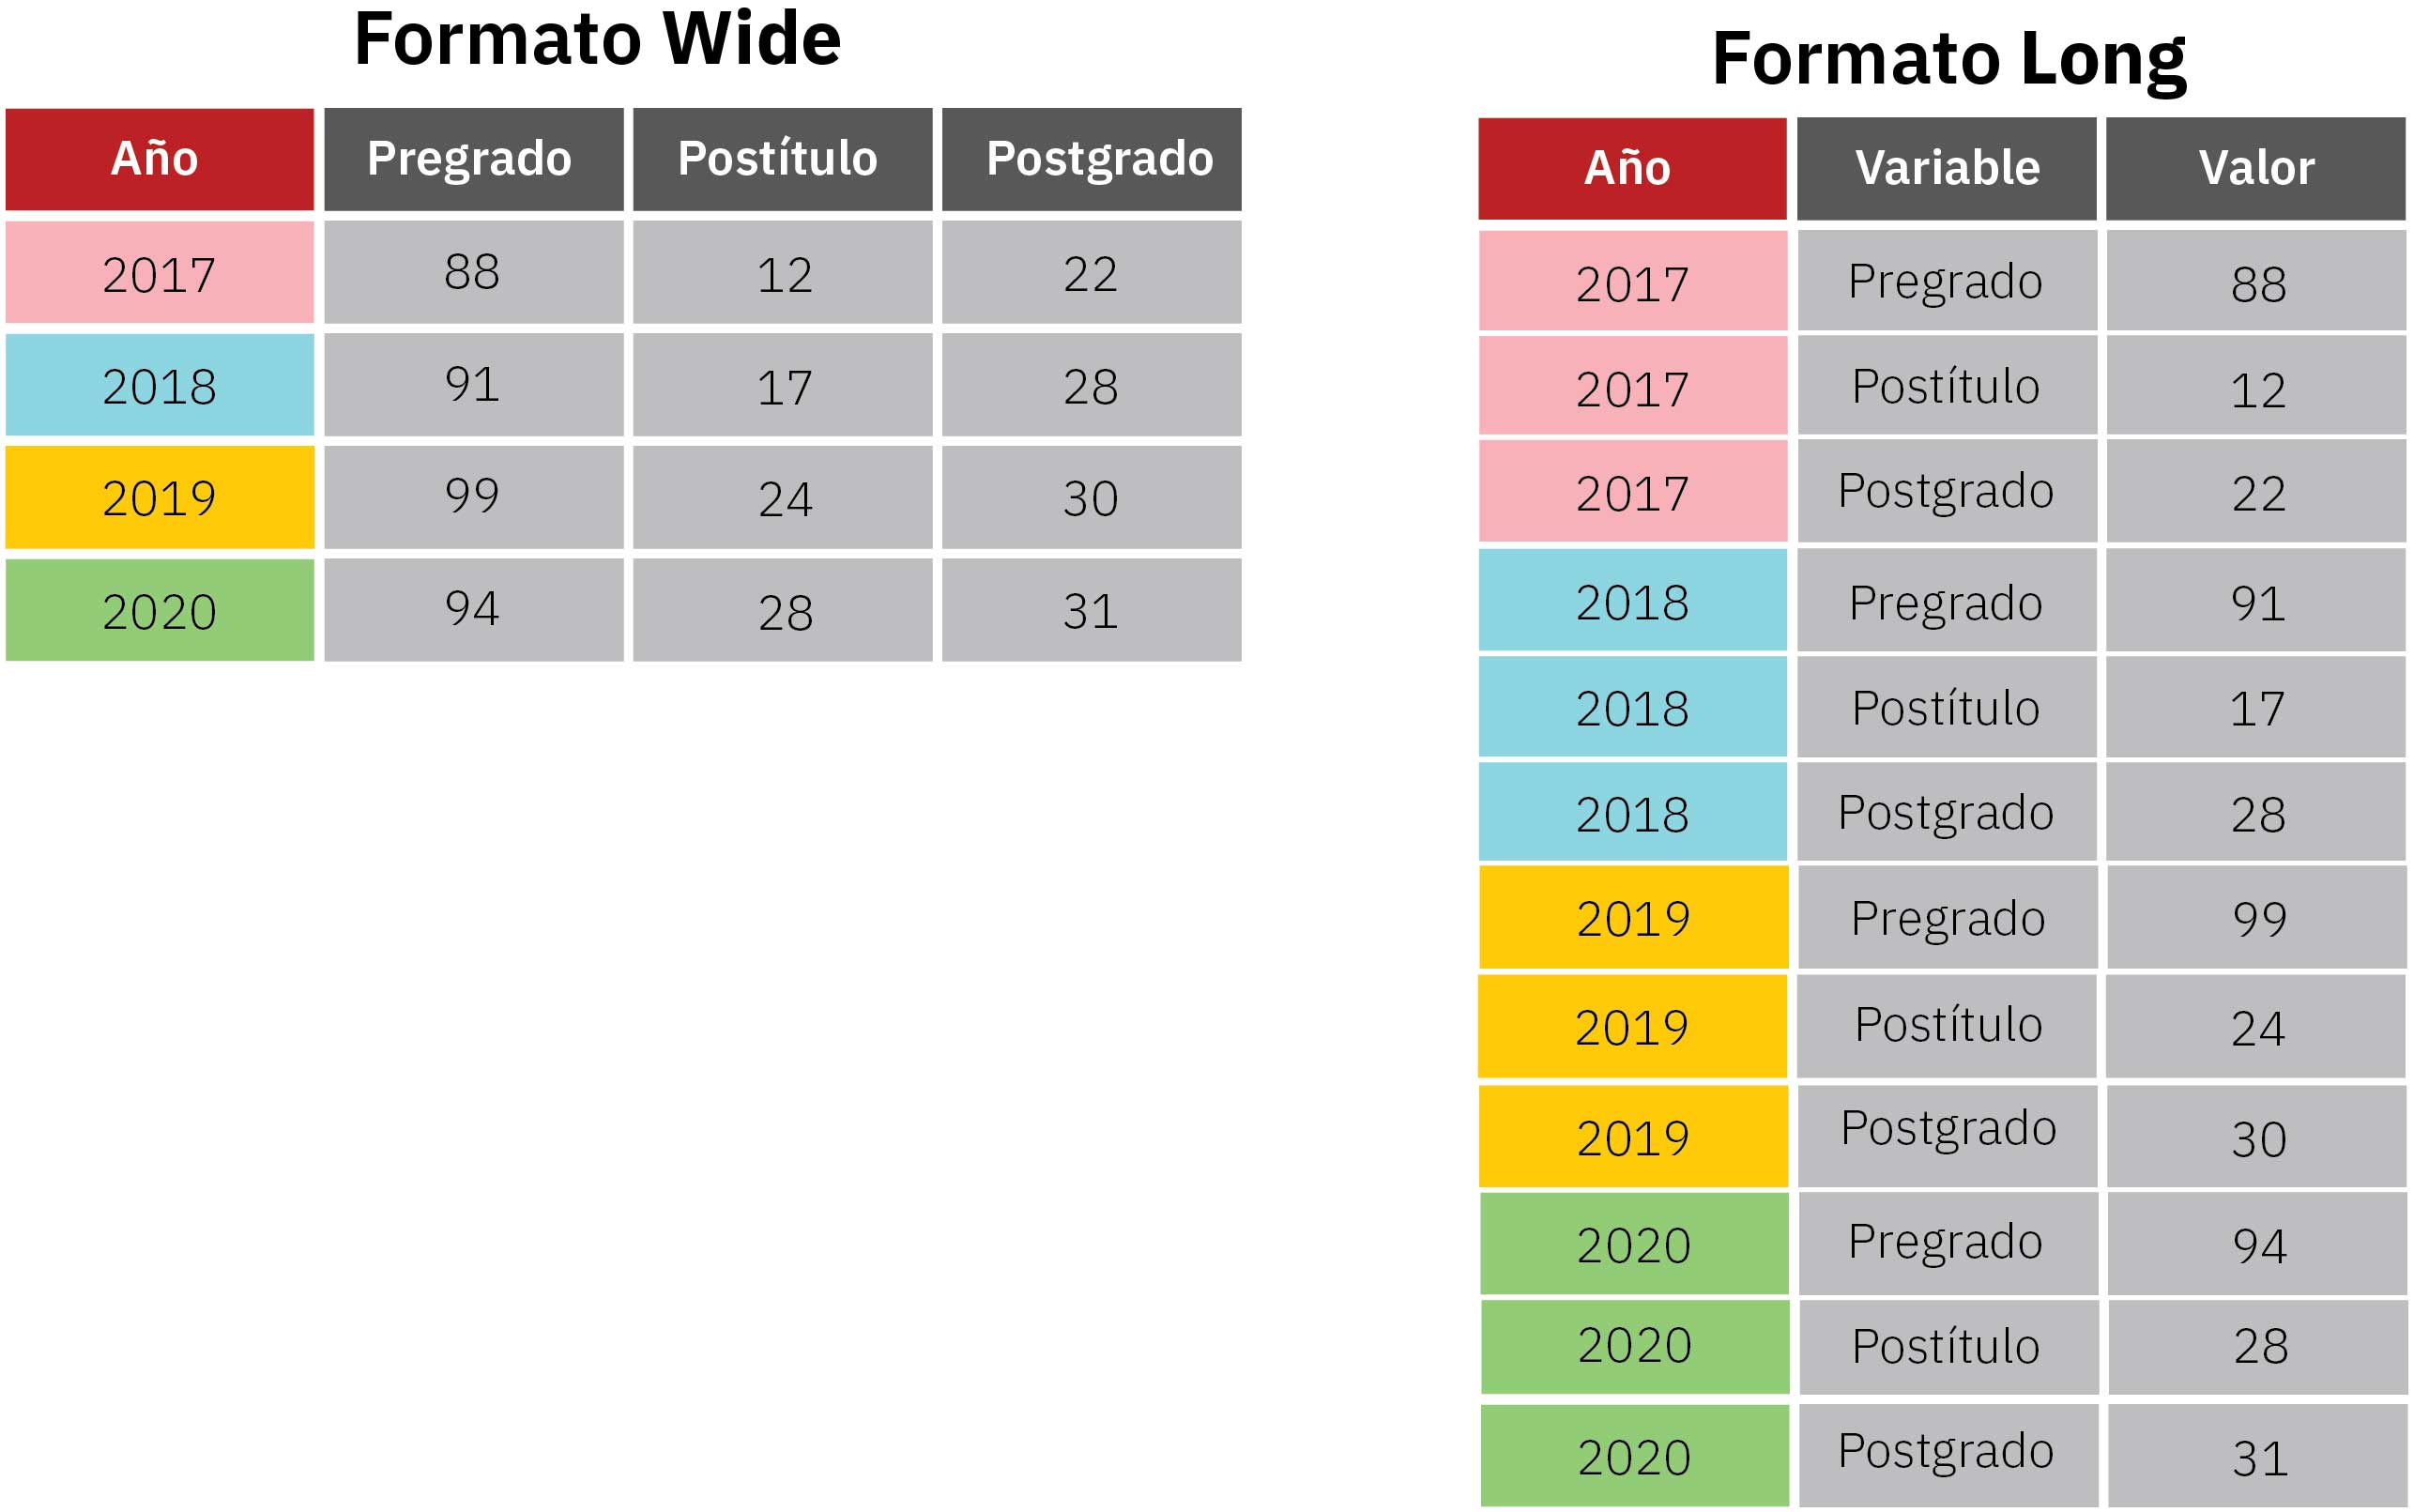 Formato Wide
Año Pregrado Postítulo Postgrado
2017 88 12 22
2018 91 17 28
2019 99 24 30
2020 94 28 31
Formato Long
Año Variable Valor
2017 Pregrado 88
2017 Postítulo 12
2017 Postgrado 22
2018 Pregrado 91
2018 Postítulo 17
2018 Postgrado 28
2019 Pregrado 99
2019 Postítulo 24
2019 Postgrado 30
2020 Pregrado 94
2020 Postítulo 28
2020 Postgrado 31